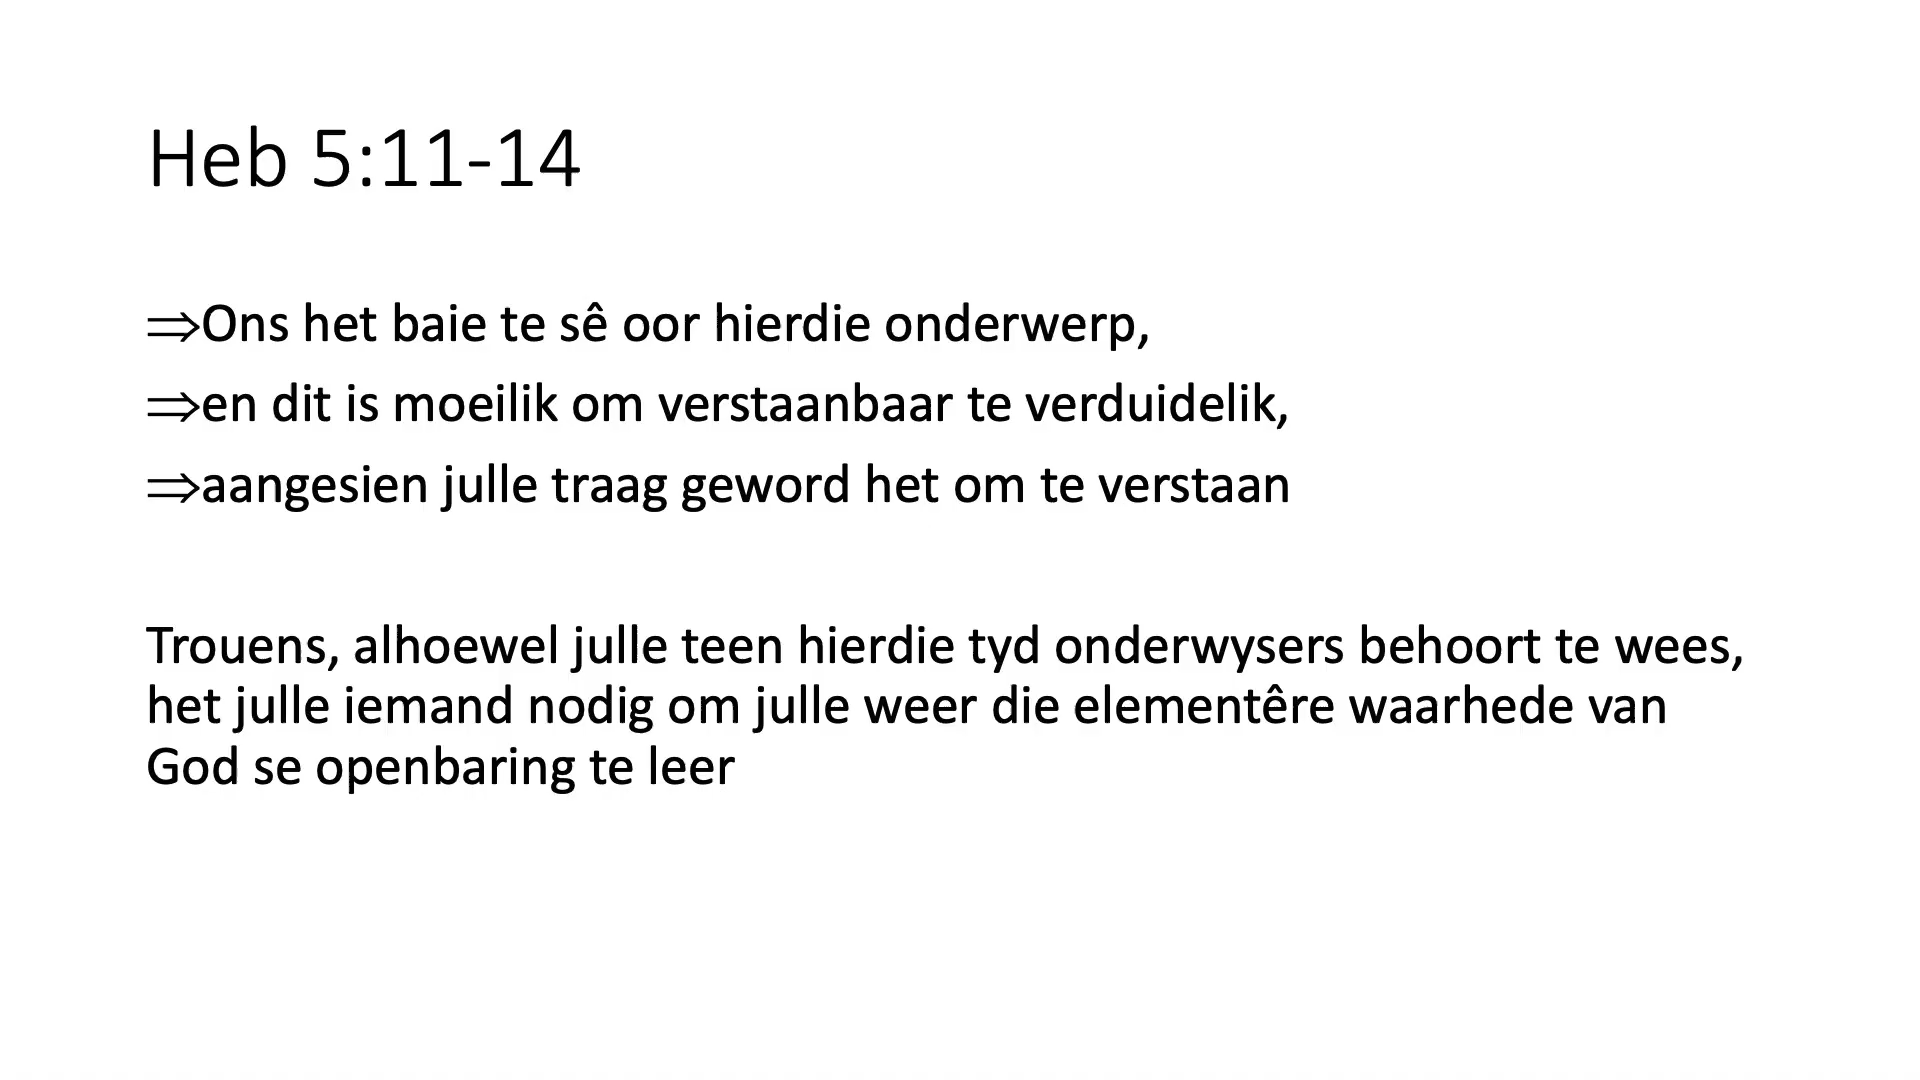 Heb 5:11-14
⇒Ons het baie te sê oor hierdie onderwerp,
⇒en dit is moeilik om verstaanbaar te verduidelik,
⇒aangesien julle traag geword het om te verstaan
Trouens, alhoewel julle teen hierdie tyd onderwysers behoort te wees,
het julle iemand nodig om julle weer die elementêre waarhede van
God se openbaring te leer